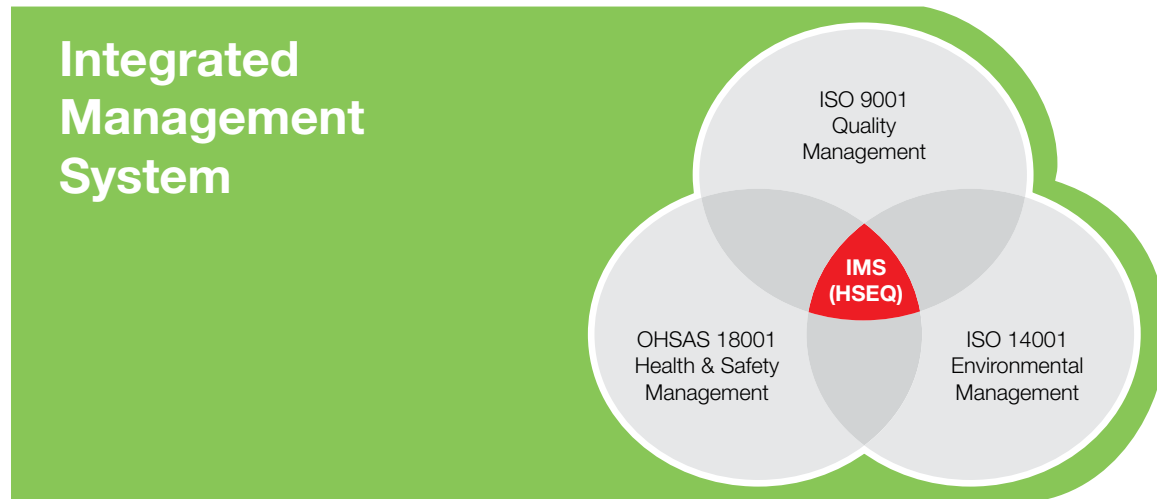 Integrated
Management
System
ISO 9001
Quality
Management
IMS
(HSEQ)
OHSAS 18001
Health & Safety
Management
ISO 14001
Environmental
Management